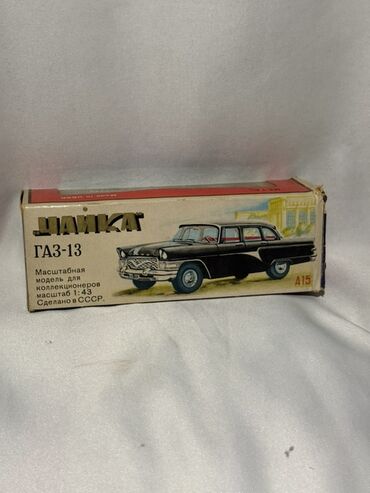 ЧАЙКА
ГАЗ-13
Масштабная
модель для
коллекционеров
масштаб 1:43
Сделано в СССР.
А15